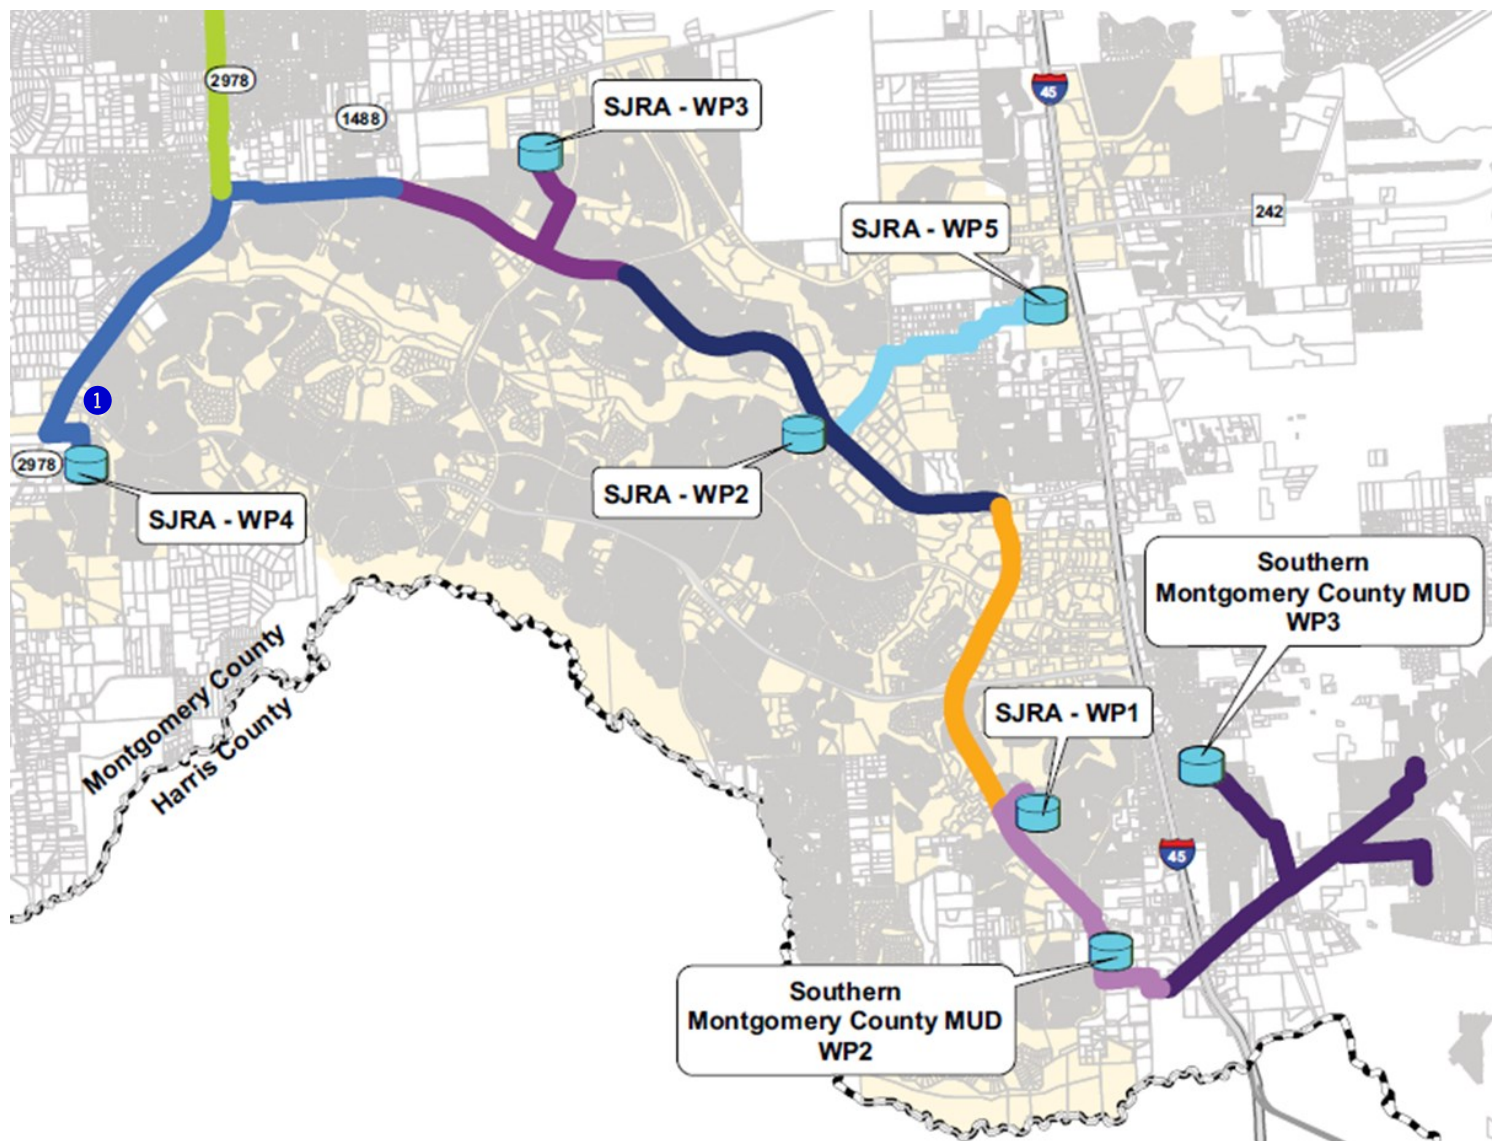 2978
1488
SJRA - WP3
45
SJRA - WP5
242
1
2978
SJRA - WP4
SJRA - WP2
Southern
Montgomery County MUD
WP3
Montgomery County
Harris County
SJRA - WP1
45
Southern
Montgomery County MUD
WP2